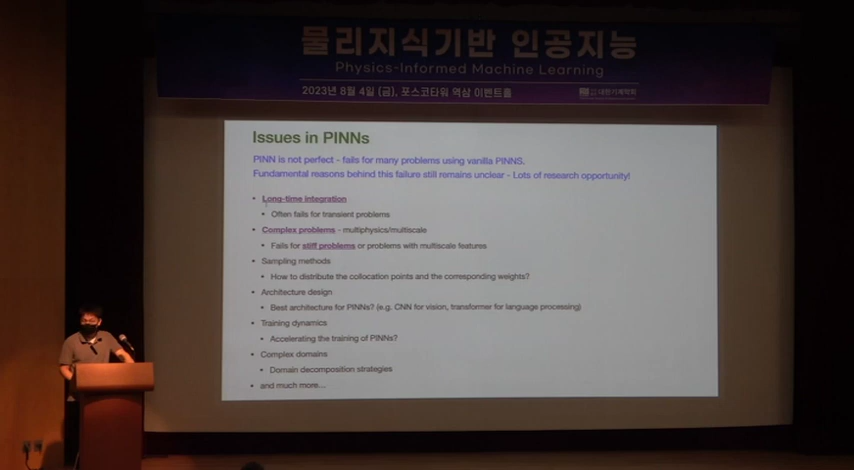 물리지식기반 인공지능
Physics-Informed Machine Learning
2023년 8월 4일 (금), 포스코타워 역삼 이벤트홀
대한기계학회
Issues in PINNs
PINN is not perfect - fails for many problems using vanilla PINNS.
Fundamental reasons behind this failure still remains unclear - Lots of research opportunity!
• Long-time integration
• Often fails for transient problems
• Complex problems - multiphysics/multiscale
• Fails for stiff problems or problems with multiscale features
• Sampling methods
• How to distribute the collocation points and the corresponding weights?
• Architecture design
• Best architecture for PINNs? (e.g. CNN for vision, transformer for language processing)
• Training dynamics
• Accelerating the training of PINNs?
• Complex domains
• Domain decomposition strategies
• and much more...